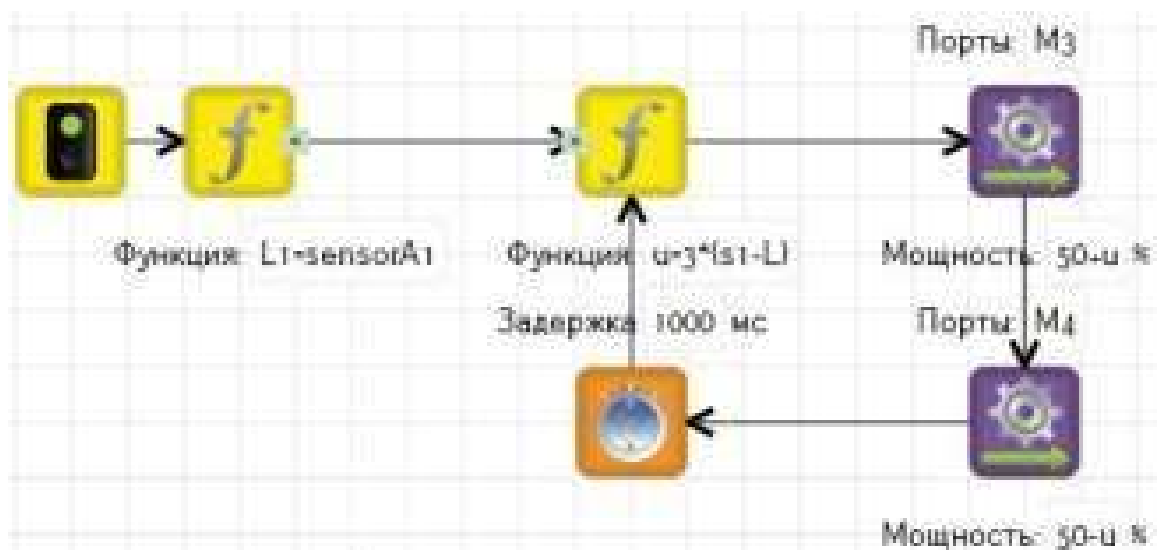 Порты: M3
Функция: L1=sensorA1
Функция: u=3*(s1-L)
Мощность: 50+u %
Задержка: 1000 мс
Порты: M4
Мощность: 50-u %